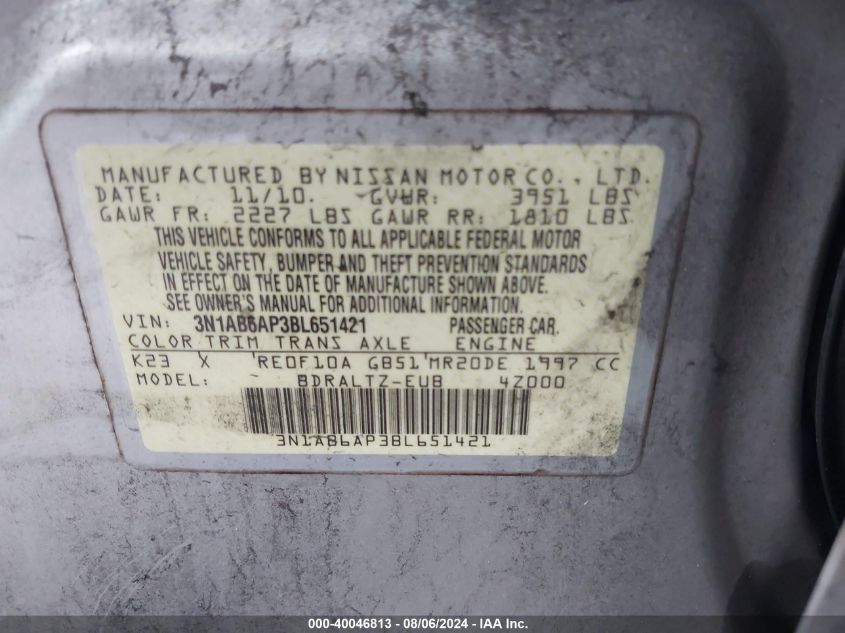 MANUFACTURED BY NISSAN MOTOR CO., LTD.
DATE: 11/10. GVWR: 3951 LBS
GAWR FR: 2227 LBS GAWR RR: 1810 LBS
THIS VEHICLE CONFORMS TO ALL APPLICABLE FEDERAL MOTOR
VEHICLE SAFETY, BUMPER AND THEFT PREVENTION STANDARDS
IN EFFECT ON THE DATE OF MANUFACTURE SHOWN ABOVE.
SEE OWNER'S MANUAL FOR ADDITIONAL INFORMATION.
VIN: 3N1AB6AP3BL651421 PASSENGER CAR.
COLOR TRIM TRANS AXLE ENGINE
K23 X RE0F10A GB51 MR20DE 1997 CC
MODEL: BDRALTZ-EUB 4Z000
3N1AB6AP3BL651421
000-40046813 - 08/06/2024 - IAA Inc.